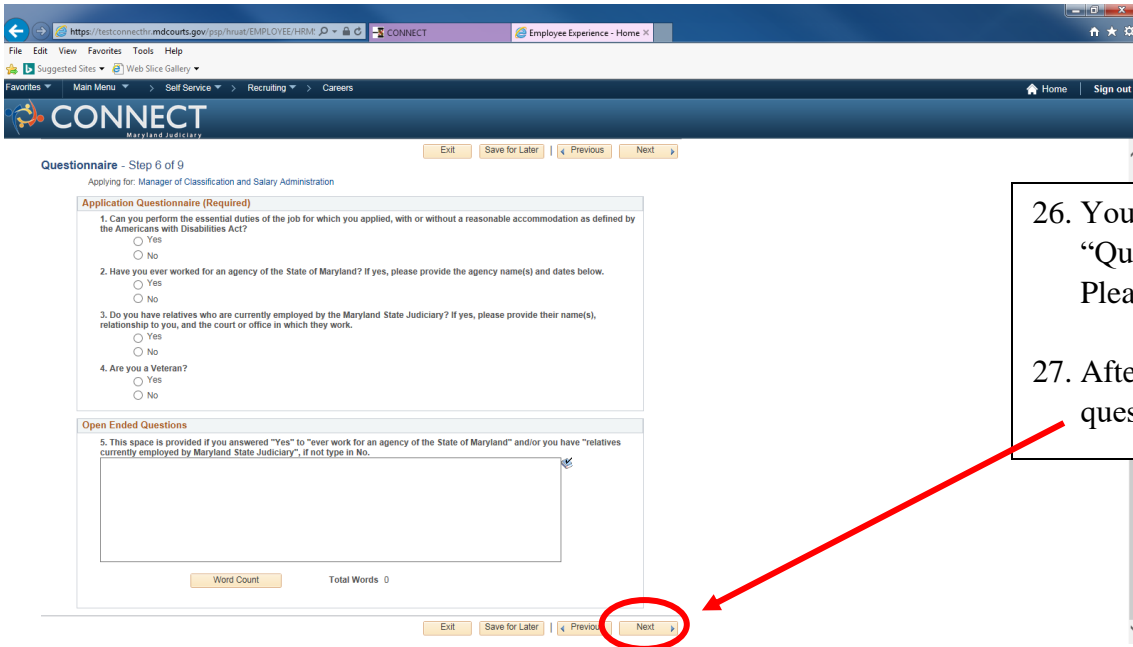 https://testconnecthr.mdcourts.gov/psp/hruat/EMPLOYEE/HRM
CONNECT
Employee Experience - Home
File Edit View Favorites Tools Help
Suggested Sites Web Slice Gallery
Favorites Main Menu > Self Service > Recruiting > Careers Home Sign out
CONNECT
Maryland Judiciary
Exit Save for Later | Previous Next
Questionnaire - Step 6 of 9
Applying for: Manager of Classification and Salary Administration
Application Questionnaire (Required)
1. Can you perform the essential duties of the job for which you applied, with or without a reasonable accommodation as defined by
the Americans with Disabilities Act?
Yes
No
2. Have you ever worked for an agency of the State of Maryland? If yes, please provide the agency name(s) and dates below.
Yes
No
3. Do you have relatives who are currently employed by the Maryland State Judiciary? If yes, please provide their name(s),
relationship to you, and the court or office in which they work.
Yes
No
4. Are you a Veteran?
Yes
No
Open Ended Questions
5. This space is provided if you answered "Yes" to "ever work for an agency of the State of Maryland" and/or you have "relatives
currently employed by Maryland State Judiciary", if not type in No.
Word Count Total Words 0
Exit Save for Later | Previou Next
26. You
“Qu
Plea
27. Afte
ques